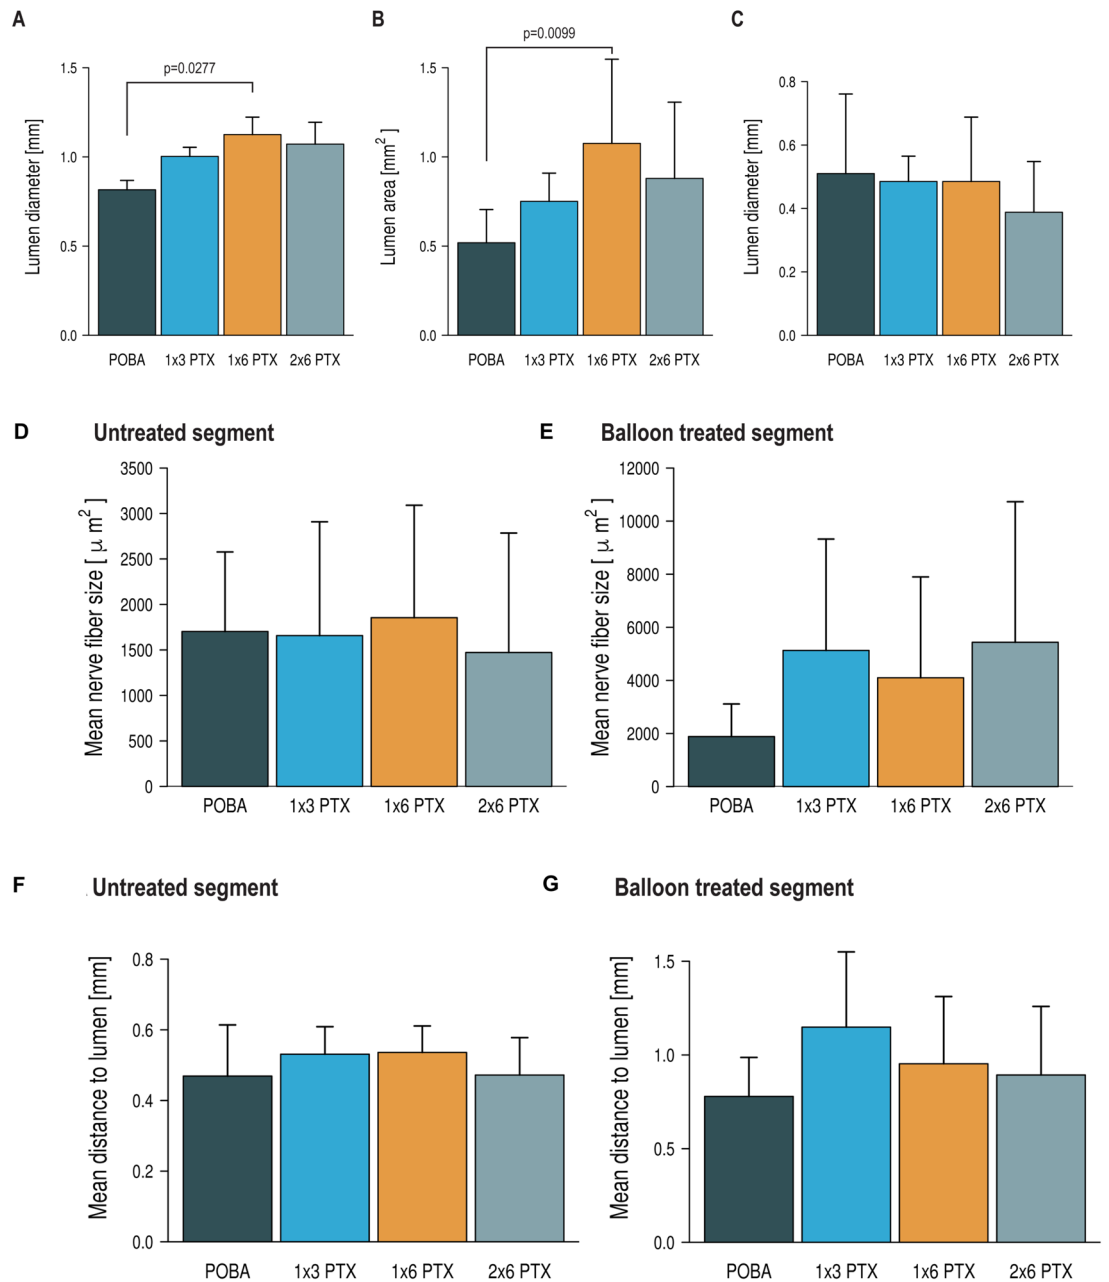 A
B
C
p=0.0277
p=0.0099
Lumen diameter [mm]
1.5
1.0
0.5
0.0
POBA 1x3 PTX 1x6 PTX 2x6 PTX
Lumen area [mm2 ]
1.5
1.0
0.5
0.0
POBA 1x3 PTX 1x6 PTX 2x6 PTX
Lumen diameter [mm]
0.8
0.6
0.4
0.2
0.0
POBA 1x3 PTX 1x6 PTX 2x6 PTX
D Untreated segment
Mean nerve fiber size [ μ m2 ]
3500
3000
2500
2000
1500
1000
500
0
POBA 1x3 PTX 1x6 PTX 2x6 PTX
E Balloon treated segment
Mean nerve fiber size [ μ m2 ]
12000
10000
8000
6000
4000
2000
0
POBA 1x3 PTX 1x6 PTX 2x6 PTX
F Untreated segment
Mean distance to lumen [mm]
0.8
0.6
0.4
0.2
0.0
POBA 1x3 PTX 1x6 PTX 2x6 PTX
G Balloon treated segment
Mean distance to lumen [mm]
1.5
1.0
0.5
0.0
POBA 1x3 PTX 1x6 PTX 2x6 PTX